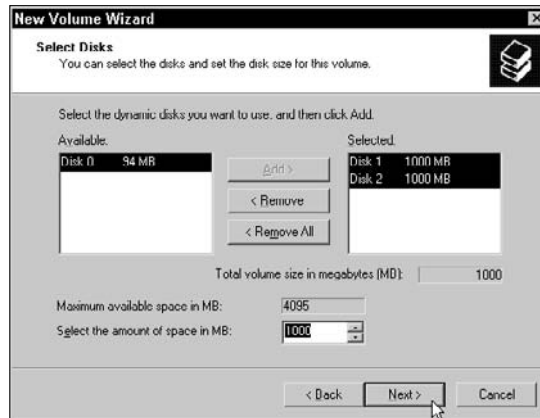 New Volume Wizard
Select Disks
You can select the disks and set the disk size for this volume.
Select the dynamic disks you want to use, and then click Add.
Available:
Selected:
Disk 0 94 MB
Disk 1 1000 MB
Disk 2 1000 MB
Add >
< Remove
< Remove All
Total volume size in megabytes (MB): 1000
Maximum available space in MB: 4095
Select the amount of space in MB: 1000
< Back
Next >
Cancel